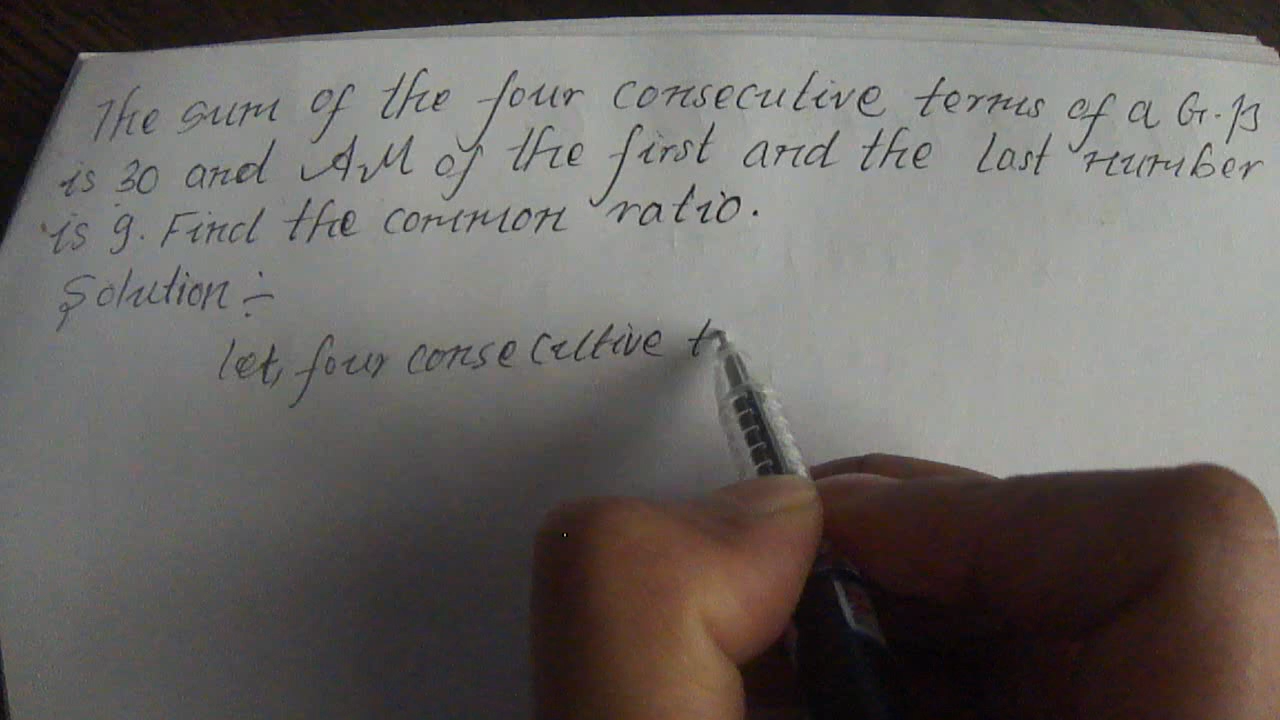 The sum of the four consecutive terms of a G.P
is 30 and AM of the first and the last number
is 9. Find the common ratio.
Solution:-
let, four consecutive t